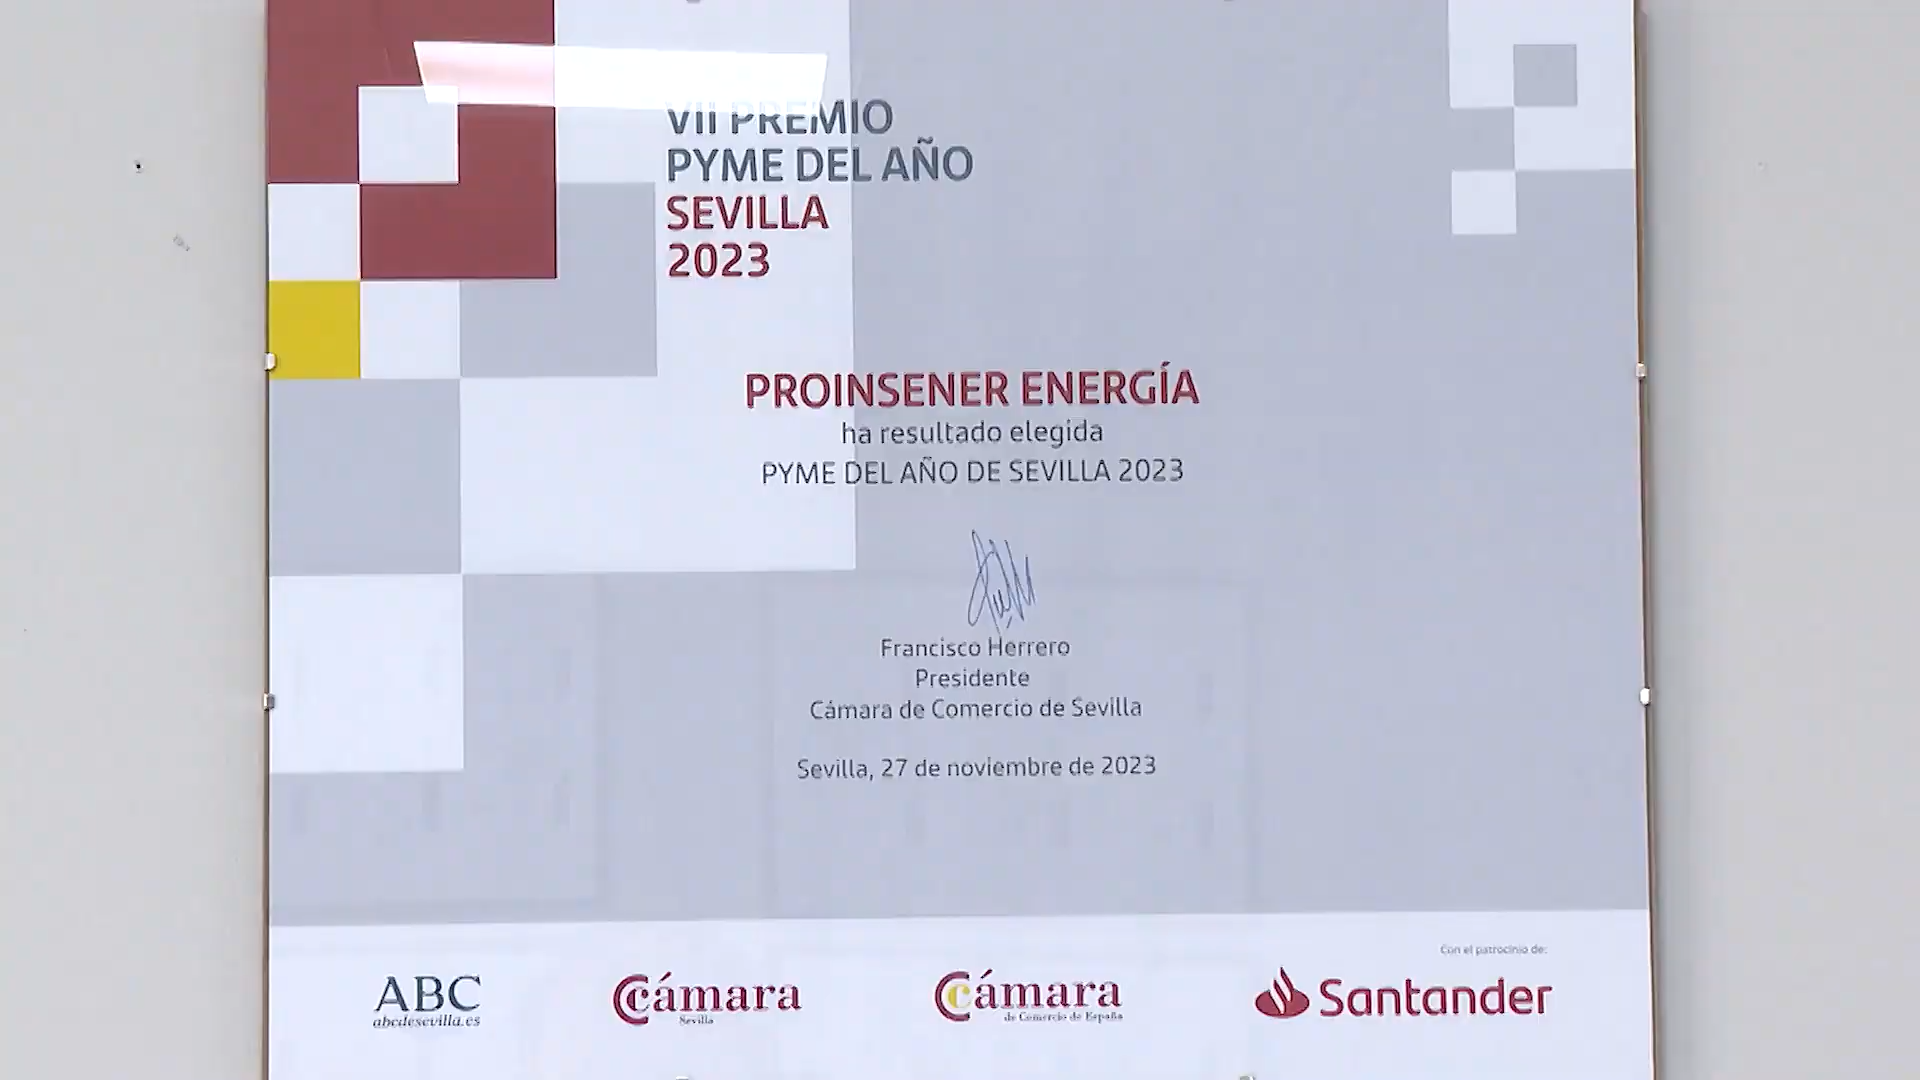 VII PREMIO
PYME DEL AÑO
SEVILLA
2023
PROINSENER ENERGÍA
ha resultado elegida
PYME DEL AÑO DE SEVILLA 2023
Francisco Herrero
Presidente
Cámara de Comercio de Sevilla
Sevilla, 27 de noviembre de 2023
Con el patrocinio de:
ABC
abcdesevilla.es
Cámara
Sevilla
Cámara
de Comercio de España
Santander